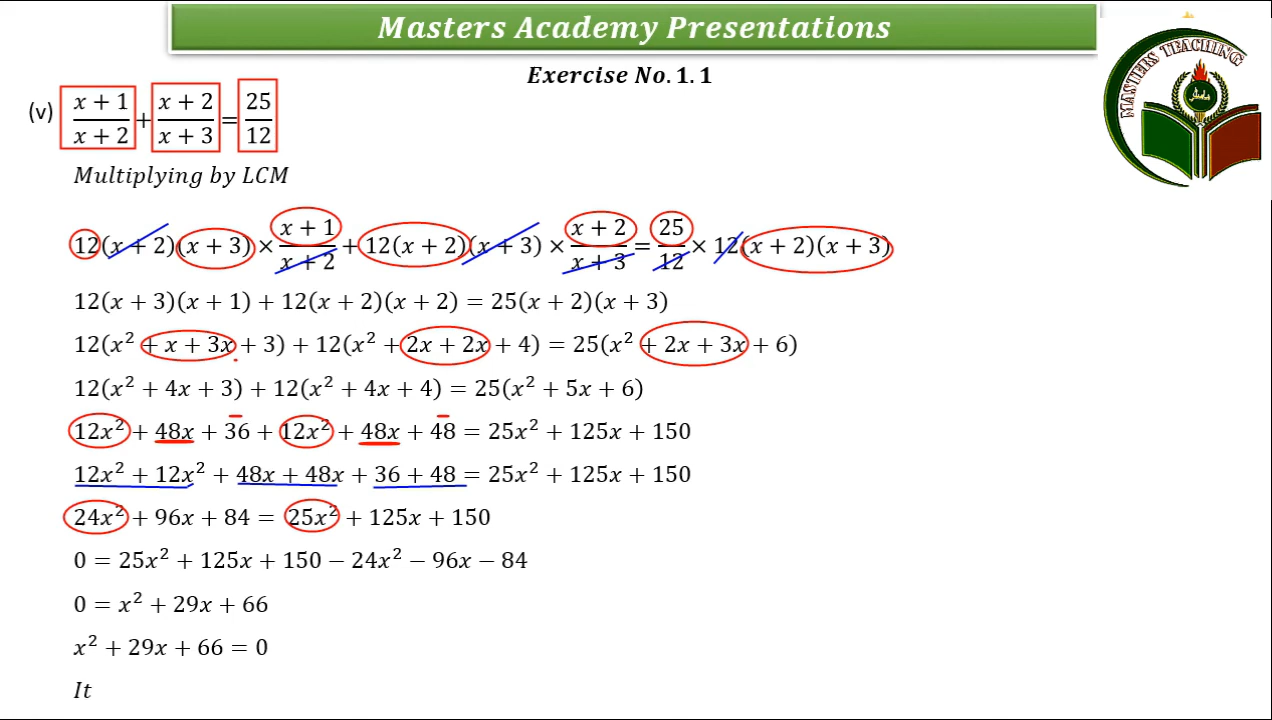 Masters Academy Presentations
MASTERS TEACHING
Exercise No. 1. 1
(v) (x + 1)/(x + 2) + (x + 2)/(x + 3) = 25/12
Multiplying by LCM
12(x + 2)(x + 3) × (x + 1)/(x + 2) + 12(x + 2)(x + 3) × (x + 2)/(x + 3) = 25/12 × 12(x + 2)(x + 3)
12(x + 3)(x + 1) + 12(x + 2)(x + 2) = 25(x + 2)(x + 3)
12(x² + x + 3x + 3) + 12(x² + 2x + 2x + 4) = 25(x² + 2x + 3x + 6)
12(x² + 4x + 3) + 12(x² + 4x + 4) = 25(x² + 5x + 6)
12x² + 48x + 36 + 12x² + 48x + 48 = 25x² + 125x + 150
12x² + 12x² + 48x + 48x + 36 + 48 = 25x² + 125x + 150
24x² + 96x + 84 = 25x² + 125x + 150
0 = 25x² + 125x + 150 − 24x² − 96x − 84
0 = x² + 29x + 66
x² + 29x + 66 = 0
It